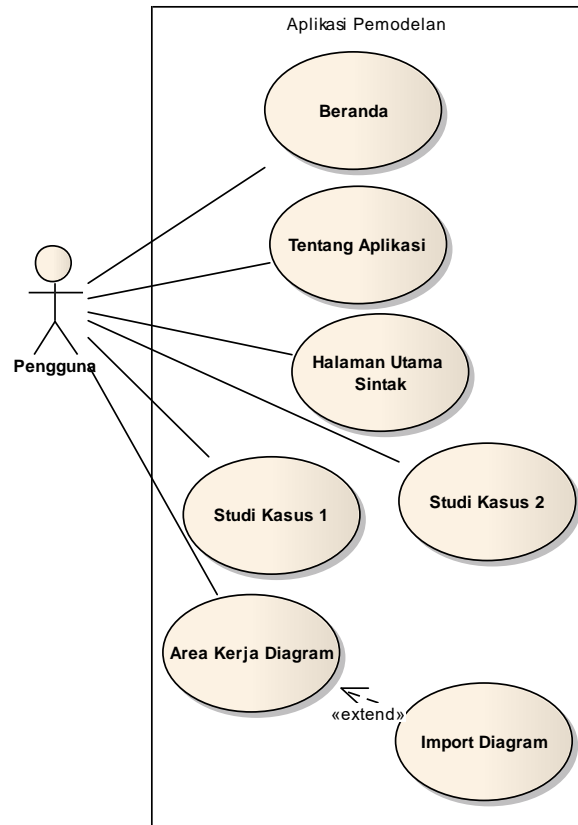 Aplikasi Pemodelan
Beranda
Tentang Aplikasi
Halaman Utama
Sintak
Pengguna
Studi Kasus 1
Studi Kasus 2
Area Kerja Diagram
«extend»
Import Diagram